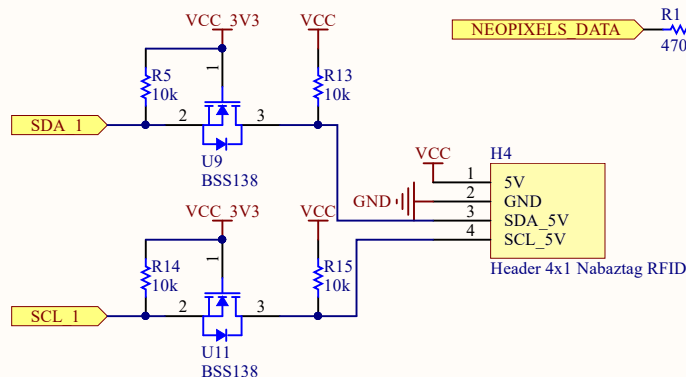 VCC_3V3
VCC
R5
10k
1
R13
10k
SDA_1
2
3
U9
BSS138
NEOPIXELS_DATA
R1
470
VCC
H4
1
5V
GND
2
GND
3
SDA_5V
4
SCL_5V
Header 4x1 Nabaztag RFID
VCC_3V3
VCC
R14
10k
1
R15
10k
SCL_1
2
3
U11
BSS138